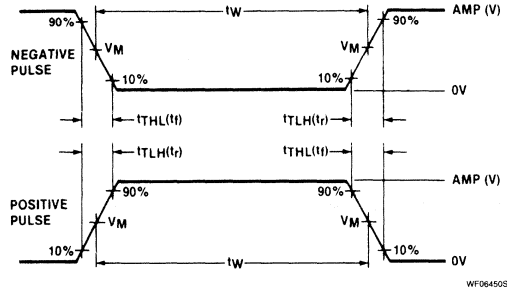 90% tW 90% AMP (V)
NEGATIVE
PULSE VM VM
10% 10% 0V
tTHL(tf) tTLH(tr)
tTLH(tr) tTHL(tf)
90% 90% AMP (V)
POSITIVE
PULSE VM VM
10% tW 10% 0V
WF06450S